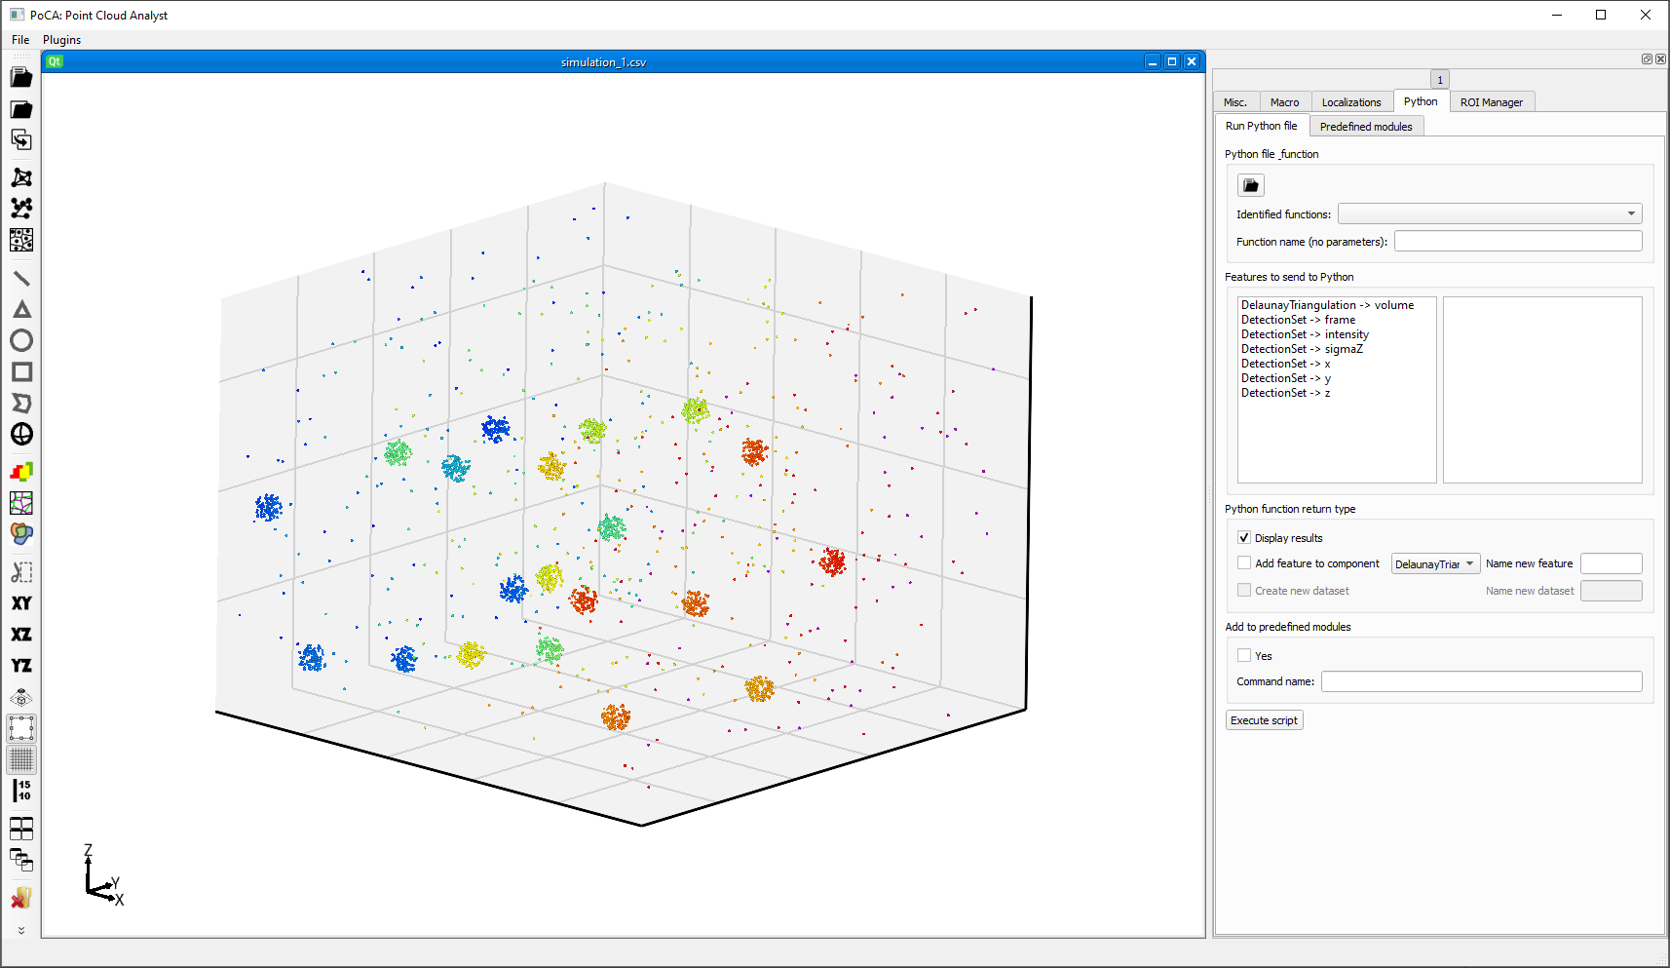 PoCA: Point Cloud Analyst
File Plugins
Qt simulation_1.csv
1
Misc. Macro Localizations Python ROI Manager
Run Python file Predefined modules
Python file _function
Identified functions:
Function name (no parameters):
Features to send to Python
DelaunayTriangulation -> volume
DetectionSet -> frame
DetectionSet -> intensity
DetectionSet -> sigmaZ
DetectionSet -> x
DetectionSet -> y
DetectionSet -> z
Python function return type
Display results
Add feature to component DelaunayTriar Name new feature
Create new dataset Name new dataset
Add to predefined modules
Yes
Command name:
Execute script
XY
XZ
YZ
15
10
Z
Y
X